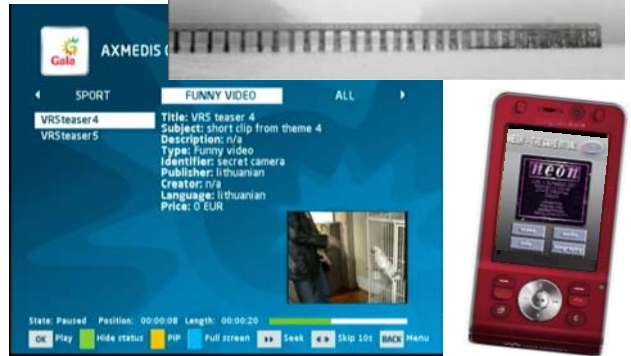 Gala
AXMEDIS
SPORT
FUNNY VIDEO
ALL
VRSteaser4
VRSteaser5
Title: VRS teaser 4
Subject: short clip from theme 4
Description: n/a
Type: Funny video
Identifier: secret camera
Publisher: lithuanian
Creator: n/a
Language: lithuanian
Price: 0 EUR
State: Paused Position: 00:00:08 Length: 00:00:20
OK Play Hide status PiP Full screen Seek Skip 10s BACK Menu
neon